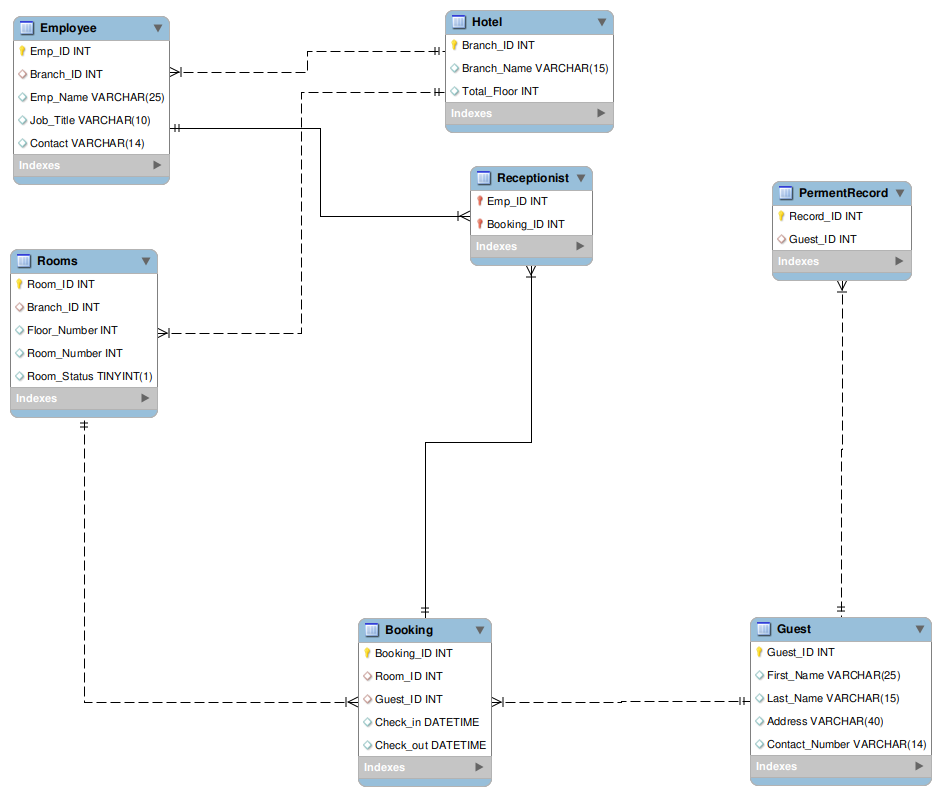 Employee
Emp_ID INT
Branch_ID INT
Emp_Name VARCHAR(25)
Job_Title VARCHAR(10)
Contact VARCHAR(14)
Indexes
Hotel
Branch_ID INT
Branch_Name VARCHAR(15)
Total_Floor INT
Indexes
Receptionist
Emp_ID INT
Booking_ID INT
Indexes
PermentRecord
Record_ID INT
Guest_ID INT
Indexes
Rooms
Room_ID INT
Branch_ID INT
Floor_Number INT
Room_Number INT
Room_Status TINYINT(1)
Indexes
Booking
Booking_ID INT
Room_ID INT
Guest_ID INT
Check_in DATETIME
Check_out DATETIME
Indexes
Guest
Guest_ID INT
First_Name VARCHAR(25)
Last_Name VARCHAR(15)
Address VARCHAR(40)
Contact_Number VARCHAR(14)
Indexes